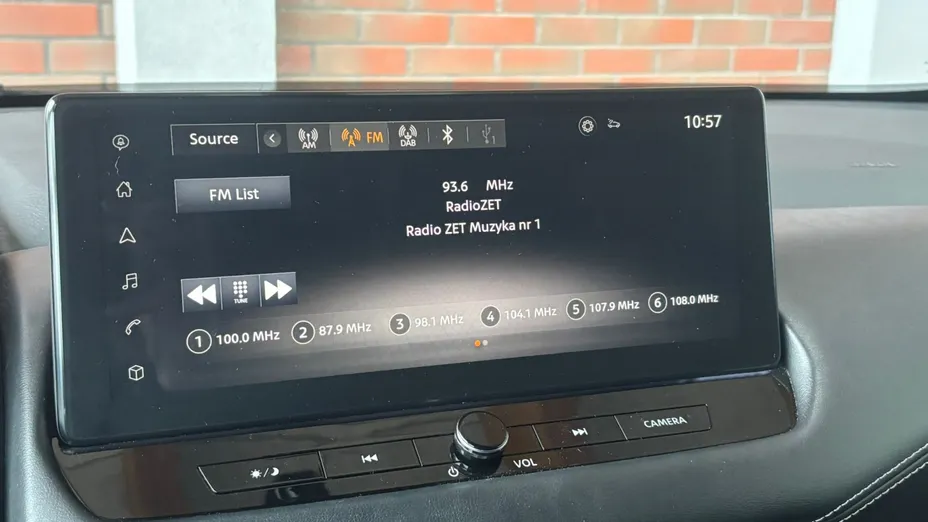 Source
AM
A FM
DAB
10:57
FM List
93.6 MHz
RadioZET
Radio ZET Muzyka nr 1
TUNE
1 100.0 MHz
2 87.9 MHz
3 98.1 MHz
4 104.1 MHz
5 107.9 MHz
6 108.0 MHz
VOL
CAMERA